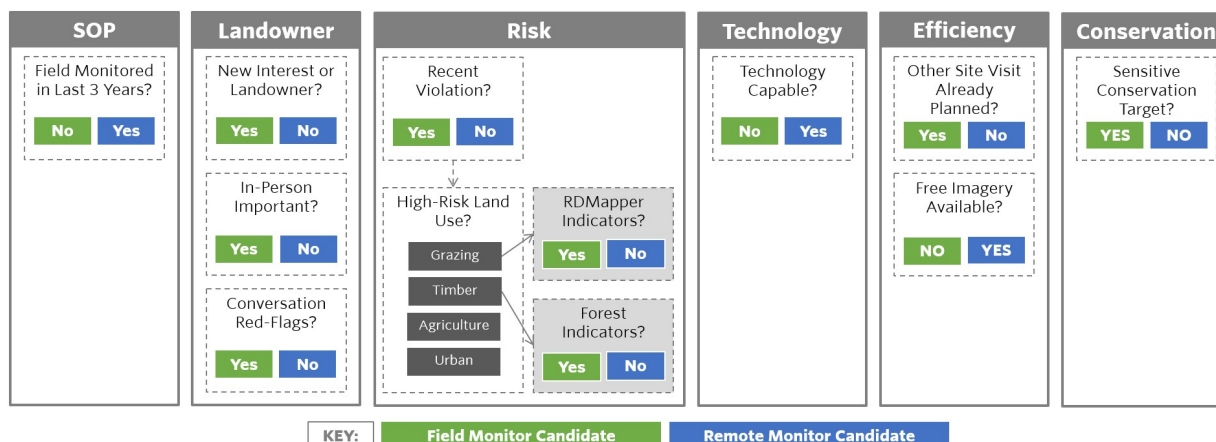 SOP
Field Monitored
in Last 3 Years?
No Yes
Landowner
New Interest or
Landowner?
Yes No
In-Person
Important?
Yes No
Conversation
Red-Flags?
Yes No
Risk
Recent
Violation?
Yes No
High-Risk Land
Use?
Grazing
Timber
Agriculture
Urban
RDMapper
Indicators?
Yes No
Forest
Indicators?
Yes No
Technology
Technology
Capable?
No Yes
Efficiency
Other Site Visit
Already
Planned?
Yes No
Free Imagery
Available?
NO YES
Conservation
Sensitive
Conservation
Target?
YES NO
KEY: Field Monitor Candidate Remote Monitor Candidate